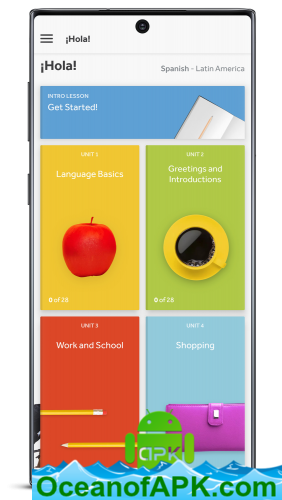 ¡Hola!
¡Hola!
Spanish - Latin America
INTRO LESSON
Get Started!
UNIT 1
Language Basics
0 of 28
UNIT 2
Greetings and
Introductions
0 of 28
UNIT 3
Work and School
UNIT 4
Shopping
APK
OceanofAPK.com